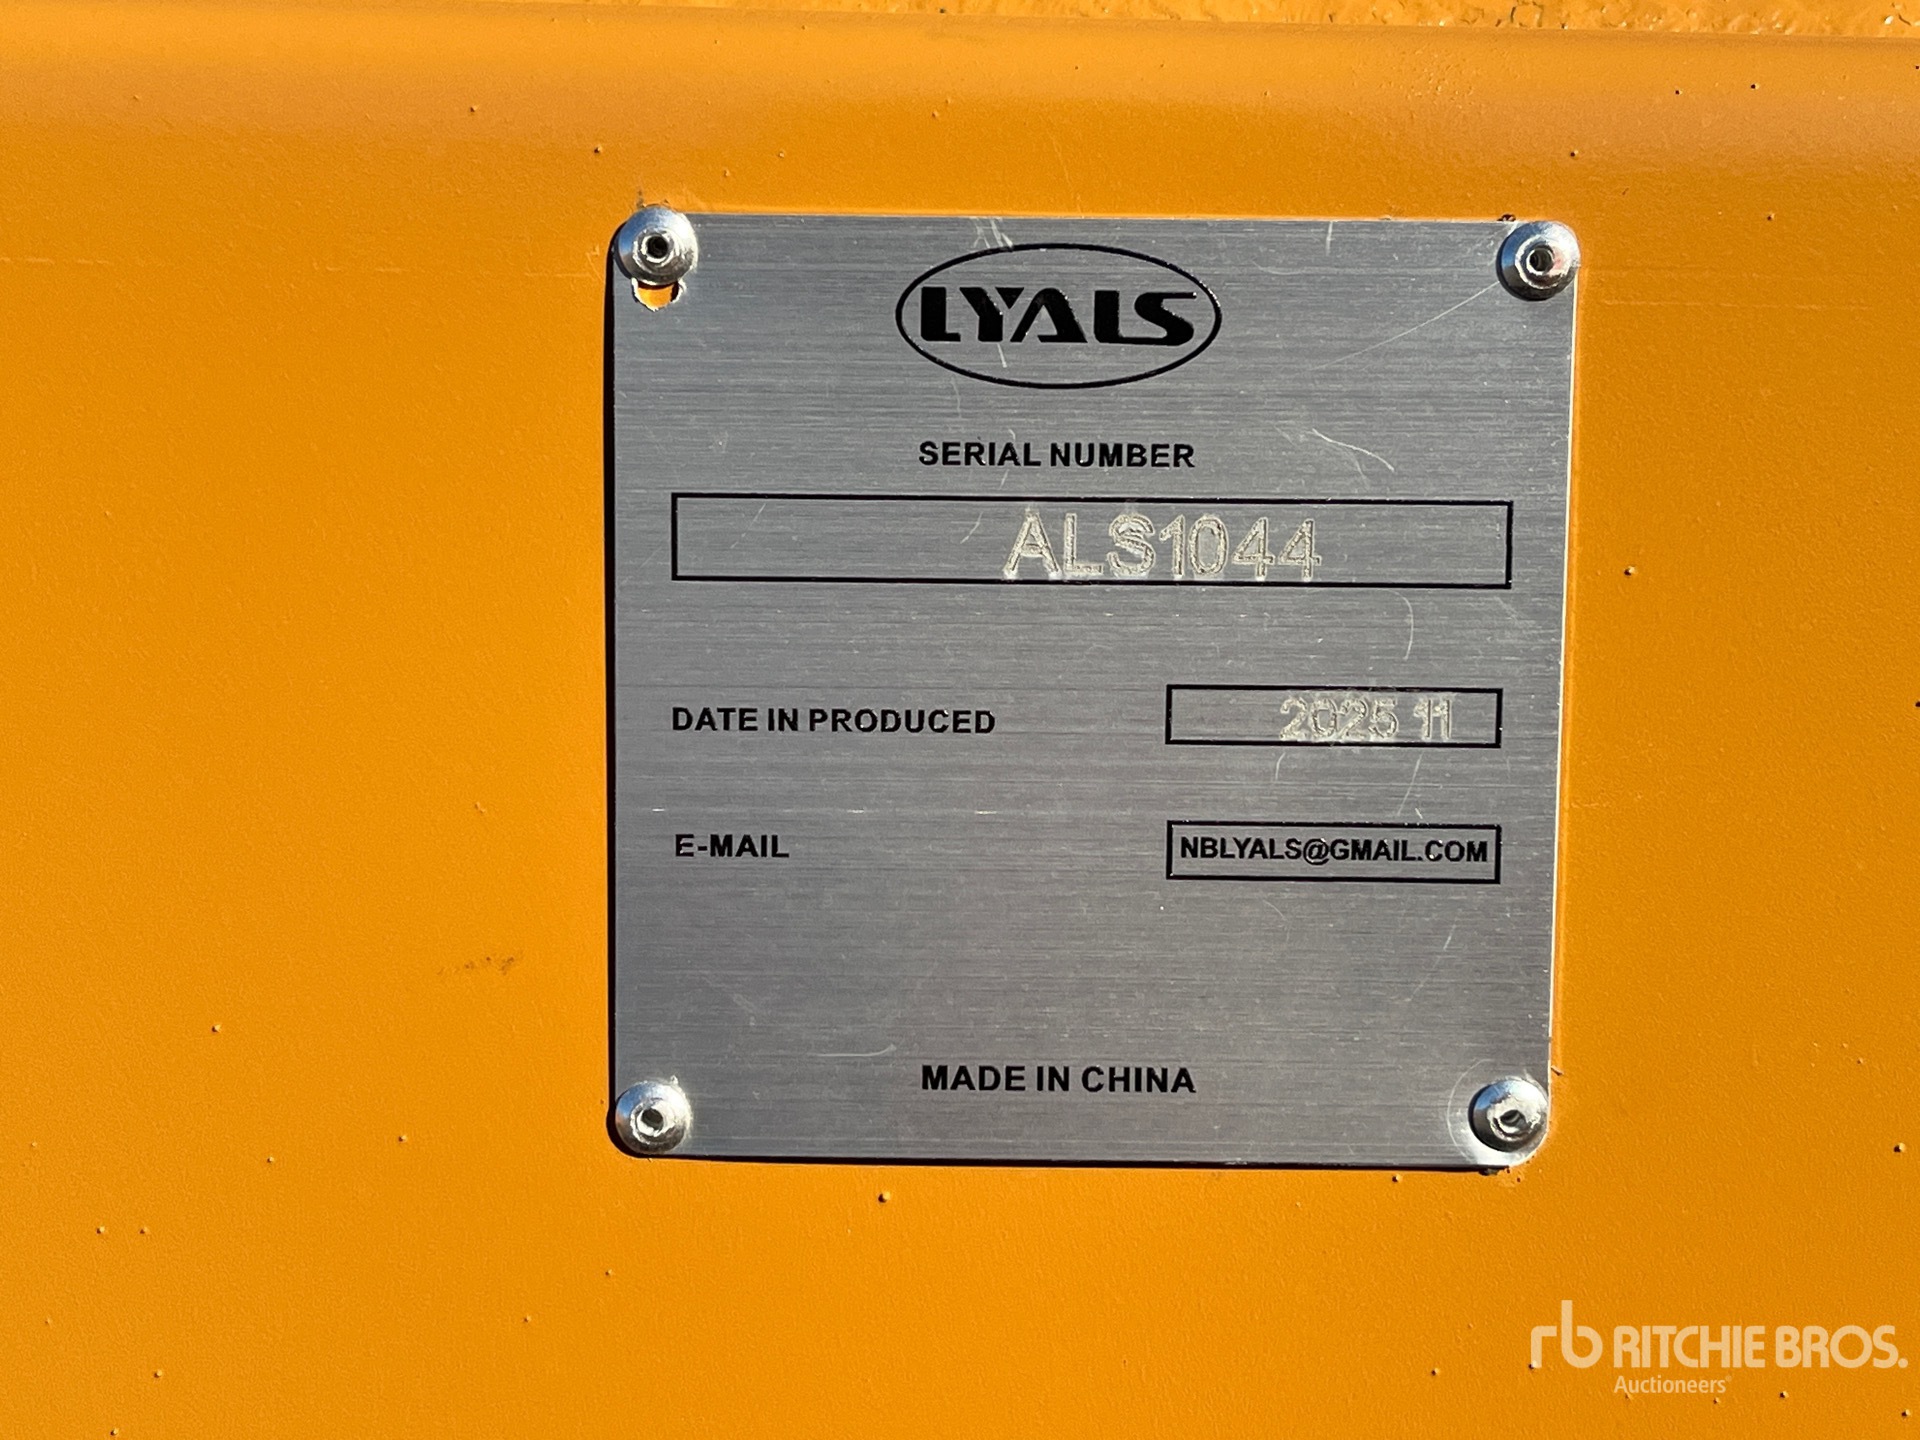 LYALS
SERIAL NUMBER
ALS1044
DATE IN PRODUCED 2025 11
E-MAIL NBLYALS@GMAIL.COM
MADE IN CHINA
rb RITCHIE BROS.
Auctioneers